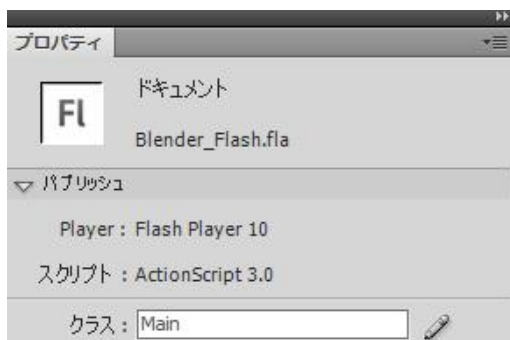 プロパティ
Fl
ドキュメント
Blender_Flash.fla
パブリッシュ
Player : Flash Player 10
スクリプト : ActionScript 3.0
クラス : Main